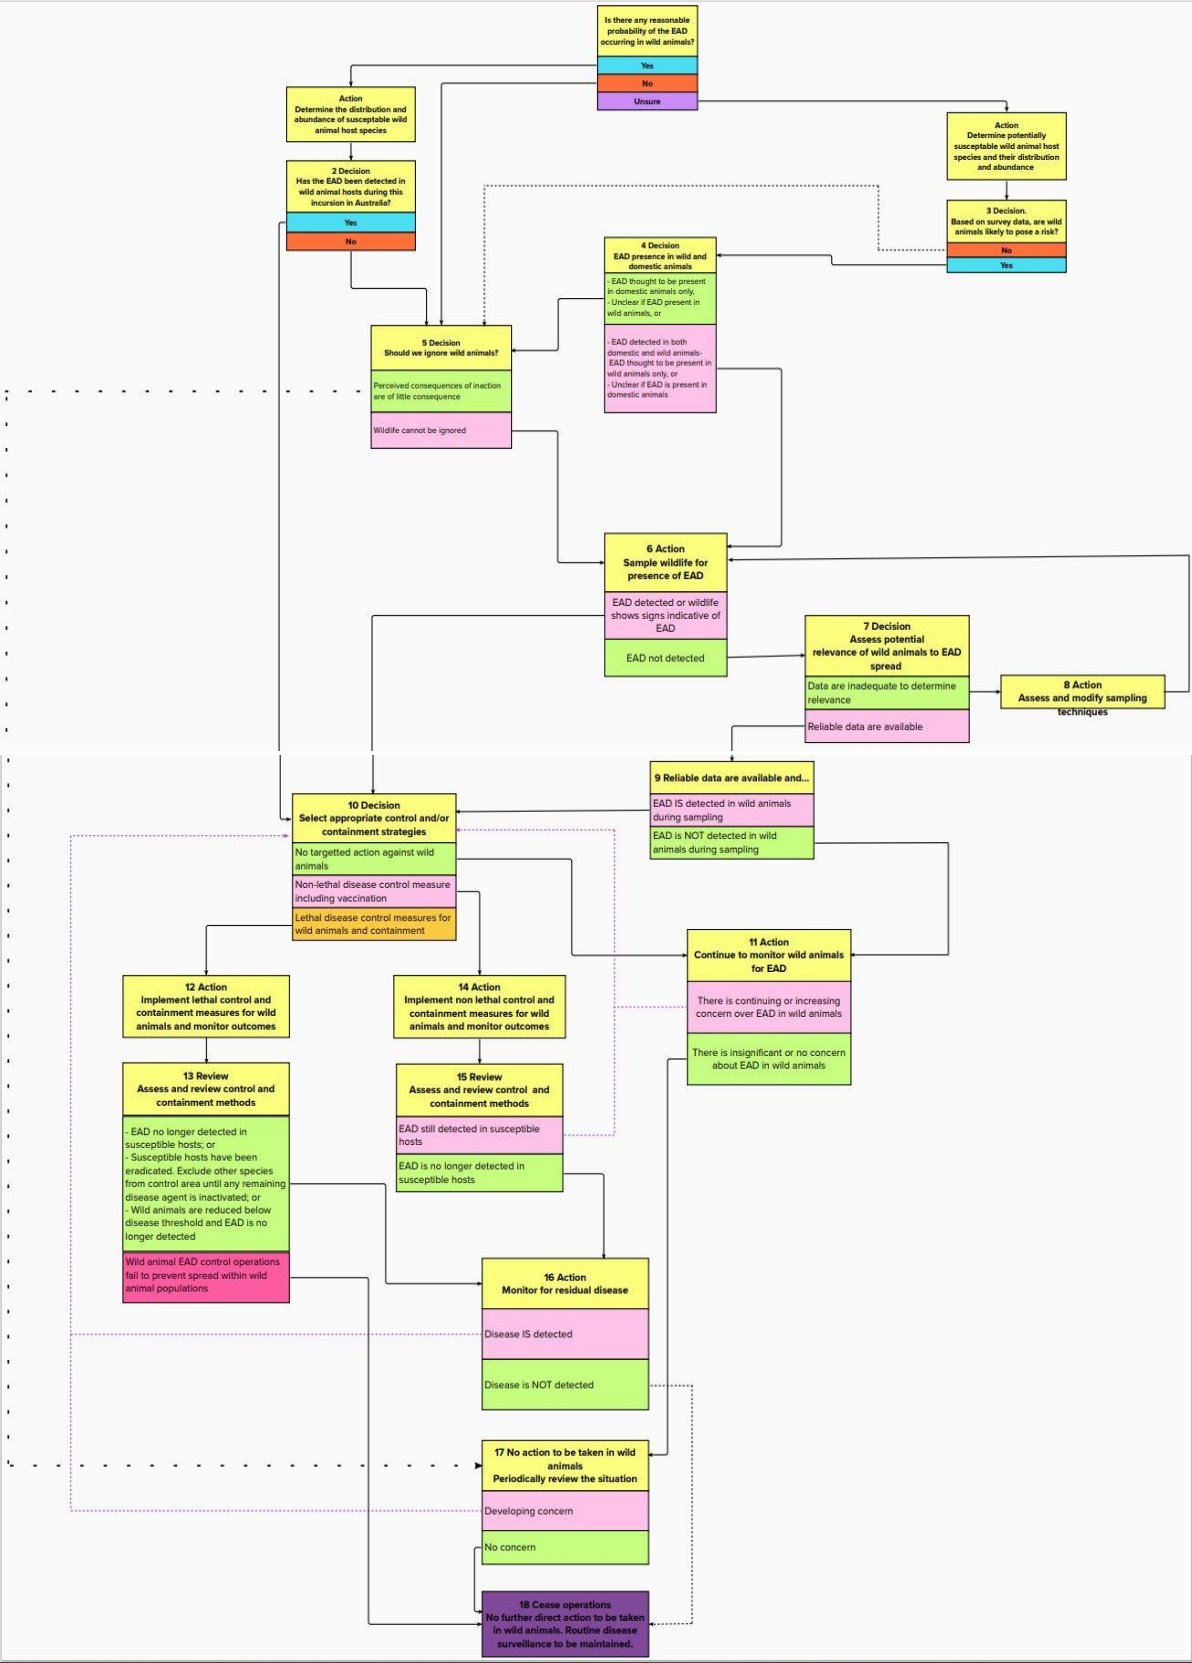 Is there any reasonable
probability of the EAD
occurring in wild animals?
Yes
No
Unsure
Action
Determine the distribution and
abundance of susceptable wild
animal host species
2 Decision
Has the EAD been detected in
wild animal hosts during this
incursion in Australia?
Yes
No
Action
Determine potentially
susceptable wild animal host
species and their distribution
and abundance
3 Decision.
Based on survey data, are wild
animals likely to pose a risk?
No
Yes
4 Decision
EAD presence in wild and
domestic animals
- EAD thought to be present
in domestic animals only,
- Unclear if EAD present in
wild animals, or
- EAD detected in both
domestic and wild animals-
EAD thought to be present in
wild animals only, or
- Unclear if EAD is present in
domestic animals
5 Decision
Should we ignore wild animals?
Perceived consequences of inaction
are of little consequence
Wildlife cannot be ignored
6 Action
Sample wildlife for
presence of EAD
EAD detected or wildlife
shows signs indicative of
EAD
EAD not detected
7 Decision
Assess potential
relevance of wild animals to EAD
spread
Data are inadequate to determine
relevance
Reliable data are available
8 Action
Assess and modify sampling
techniques
9 Reliable data are available and...
EAD IS detected in wild animals
during sampling
EAD is NOT detected in wild
animals during sampling
10 Decision
Select appropriate control and/or
containment strategies
No targetted action against wild
animals
Non-lethal disease control measure
including vaccination
Lethal disease control measures for
wild animals and containment
11 Action
Continue to monitor wild animals
for EAD
There is continuing or increasing
concern over EAD in wild animals
There is insignificant or no concern
about EAD in wild animals
12 Action
Implement lethal control and
containment measures for wild
animals and monitor outcomes
14 Action
Implement non lethal control and
containment measures for wild
animals and monitor outcomes
13 Review
Assess and review control and
containment methods
- EAD no longer detected in
susceptible hosts; or
- Susceptible hosts have been
eradicated. Exclude other species
from control area until any remaining
disease agent is inactivated; or
- Wild animals are reduced below
disease threshold and EAD is no
longer detected
Wild animal EAD control operations
fail to prevent spread within wild
animal populations
15 Review
Assess and review control and
containment methods
EAD still detected in susceptible
hosts
EAD is no longer detected in
susceptible hosts
16 Action
Monitor for residual disease
Disease IS detected
Disease is NOT detected
17 No action to be taken in wild
animals
Periodically review the situation
Developing concern
No concern
18 Cease operations
No further direct action to be taken
in wild animals. Routine disease
surveillance to be maintained.